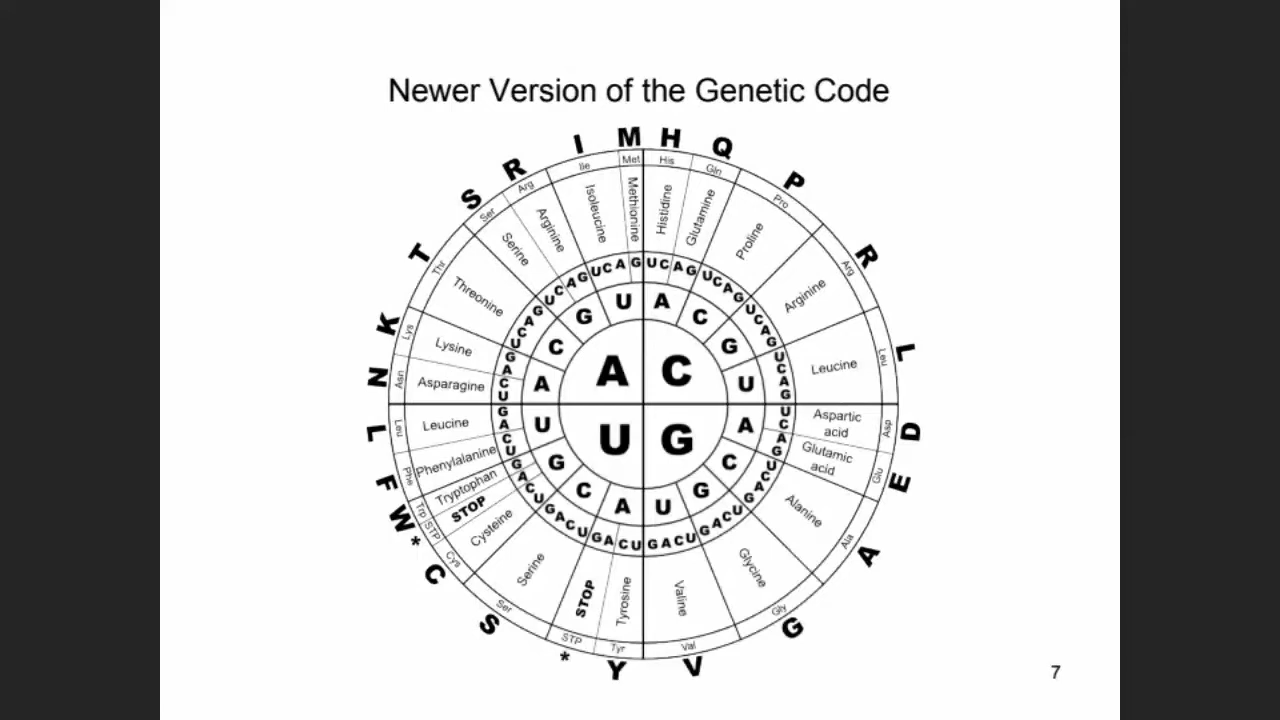 Newer Version of the Genetic Code
H
Q
P
R
L
D
E
A
G
V
Y
*
S
C
*
W
F
L
N
K
T
S
R
I
M
His
Gln
Pro
Arg
Leu
Asp
Glu
Ala
Gly
Val
Tyr
STP
Ser
Cys
STP
Trp
Phe
Leu
Asn
Lys
Thr
Ser
Arg
Ile
Met
Histidine
Glutamine
Proline
Arginine
Leucine
Aspartic
acid
Glutamic
acid
Alanine
Glycine
Valine
Tyrosine
STOP
Serine
Cysteine
STOP
Tryptophan
Phenylalanine
Leucine
Asparagine
Lysine
Threonine
Serine
Arginine
Isoleucine
Methionine
U C A G U C A G U C A G U C A G
U C A G U C A G U C A G U C A G
U C A G U C A G U C A G U C A G
U C A G U C A G U C A G U C A G
A C G U
A C G U
A C G U
A C G U
A C
U G
7